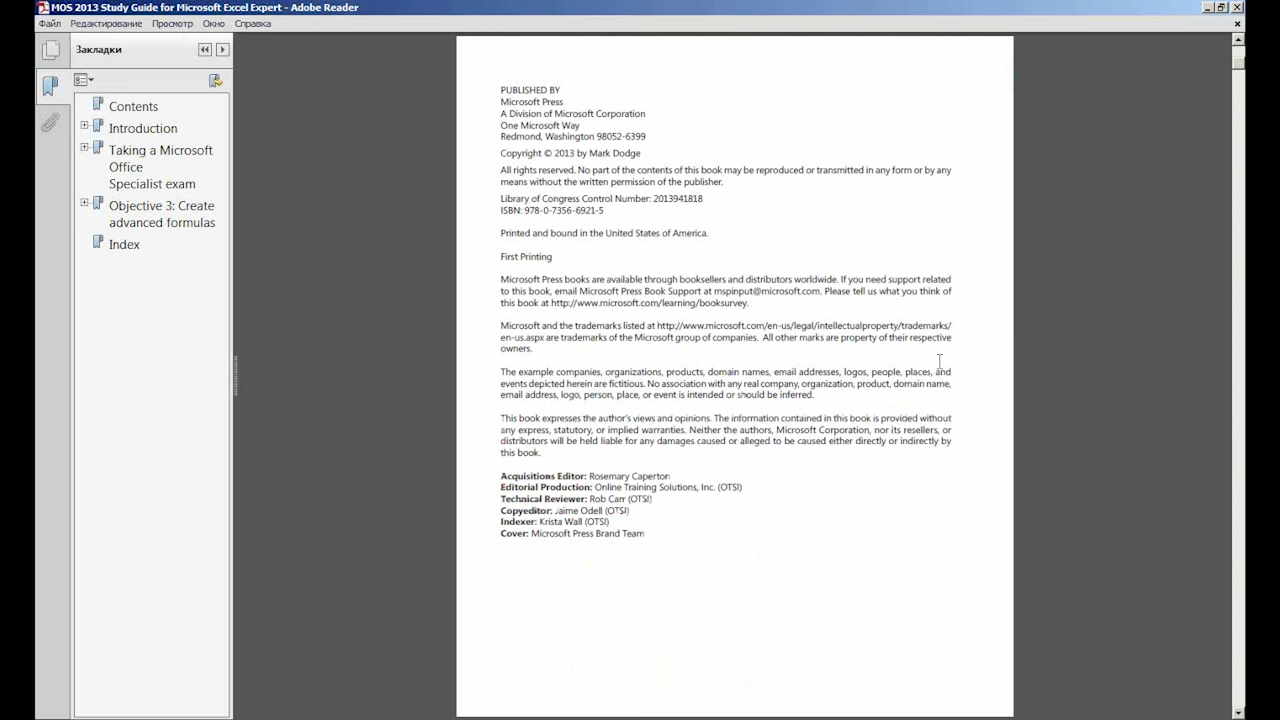 MOS 2013 Study Guide for Microsoft Excel Expert - Adobe Reader
Файл Редактирование Просмотр Окно Справка
Закладки
Contents
Introduction
Taking a Microsoft
Office
Specialist exam
Objective 3: Create
advanced formulas
Index
PUBLISHED BY
Microsoft Press
A Division of Microsoft Corporation
One Microsoft Way
Redmond, Washington 98052-6399
Copyright © 2013 by Mark Dodge
All rights reserved. No part of the contents of this book may be reproduced or transmitted in any form or by any
means without the written permission of the publisher.
Library of Congress Control Number: 2013941818
ISBN: 978-0-7356-6921-5
Printed and bound in the United States of America.
First Printing
Microsoft Press books are available through booksellers and distributors worldwide. If you need support related
to this book, email Microsoft Press Book Support at mspinput@microsoft.com. Please tell us what you think of
this book at http://www.microsoft.com/learning/booksurvey.
Microsoft and the trademarks listed at http://www.microsoft.com/en-us/legal/intellectualproperty/trademarks/
en-us.aspx are trademarks of the Microsoft group of companies. All other marks are property of their respective
owners.
The example companies, organizations, products, domain names, email addresses, logos, people, places, and
events depicted herein are fictitious. No association with any real company, organization, product, domain name,
email address, logo, person, place, or event is intended or should be inferred.
This book expresses the author's views and opinions. The information contained in this book is provided without
any express, statutory, or implied warranties. Neither the authors, Microsoft Corporation, nor its resellers, or
distributors will be held liable for any damages caused or alleged to be caused either directly or indirectly by
this book.
Acquisitions Editor: Rosemary Caperton
Editorial Production: Online Training Solutions, Inc. (OTSI)
Technical Reviewer: Rob Carr (OTSI)
Copyeditor: Jaime Odell (OTSI)
Indexer: Krista Wall (OTSI)
Cover: Microsoft Press Brand Team